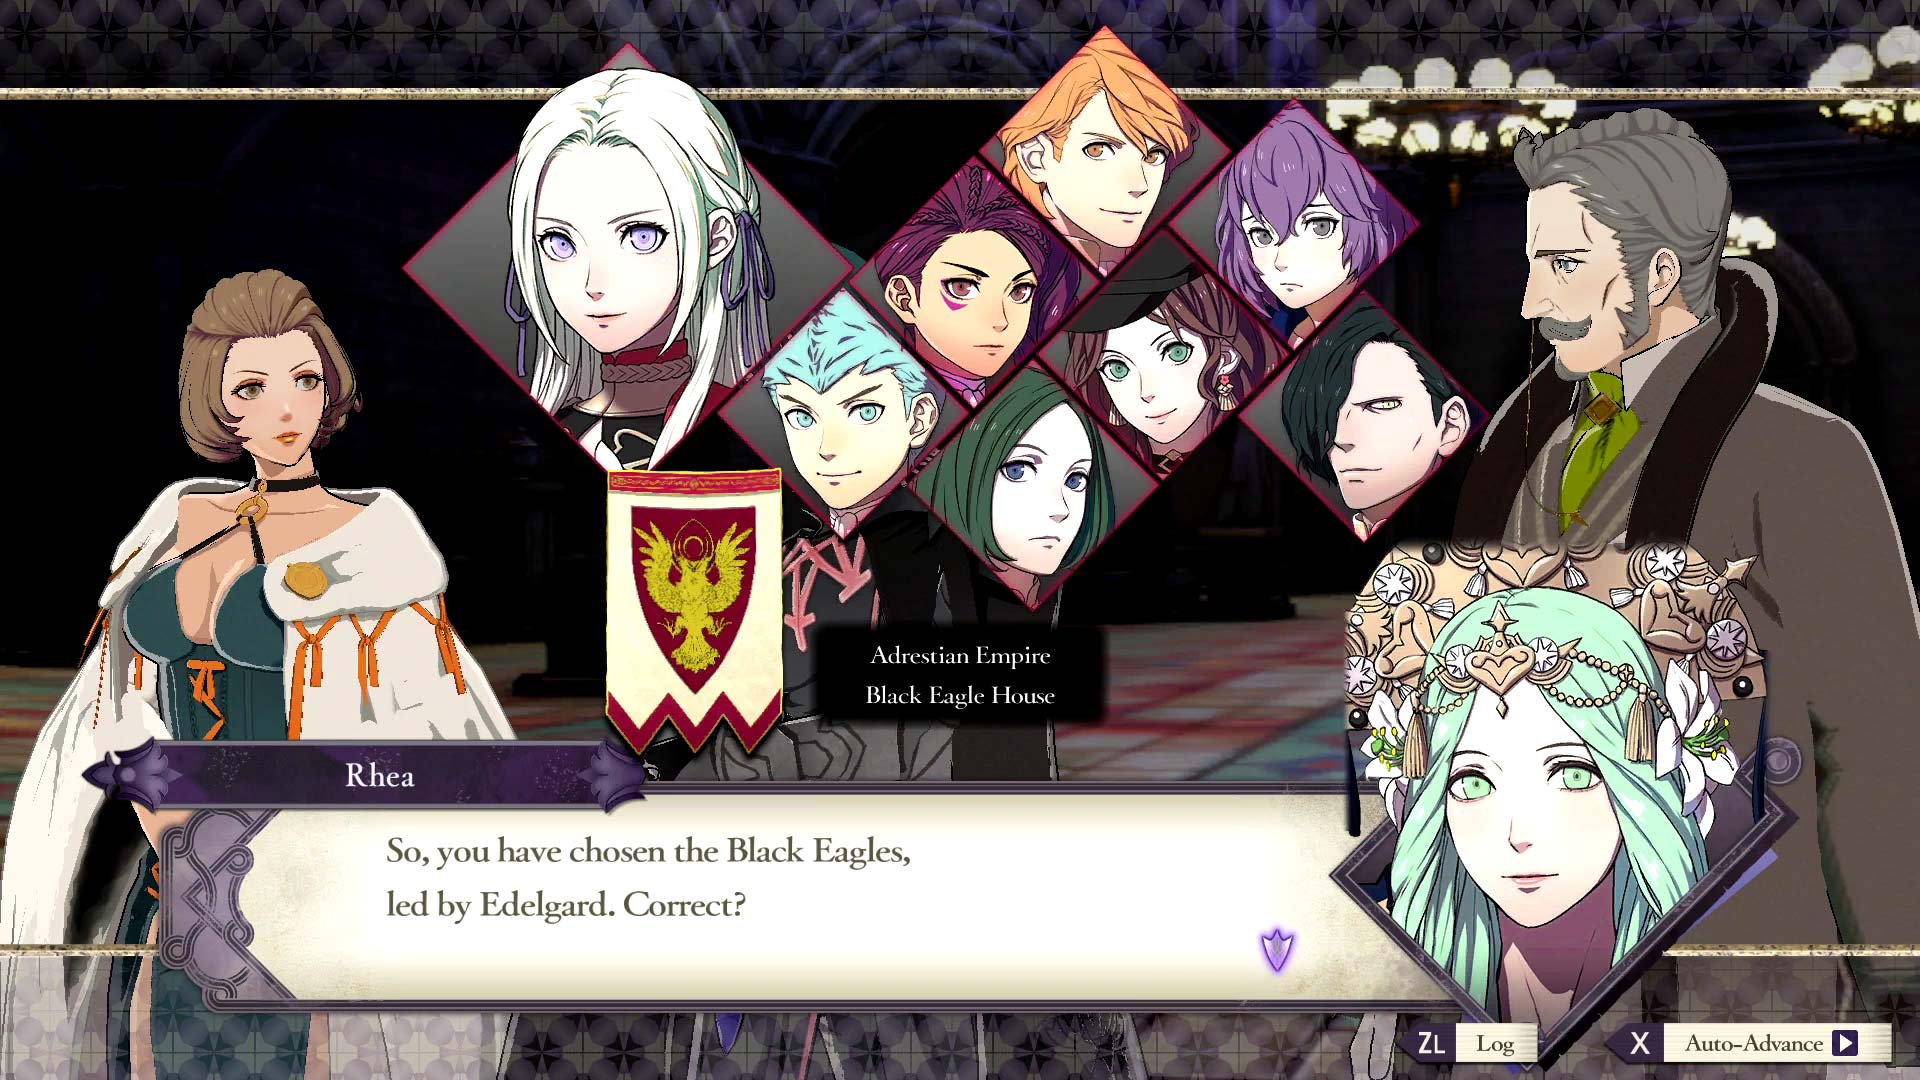 Adrestian Empire
Black Eagle House
Rhea
So, you have chosen the Black Eagles,
led by Edelgard. Correct?
ZL Log
X Auto-Advance